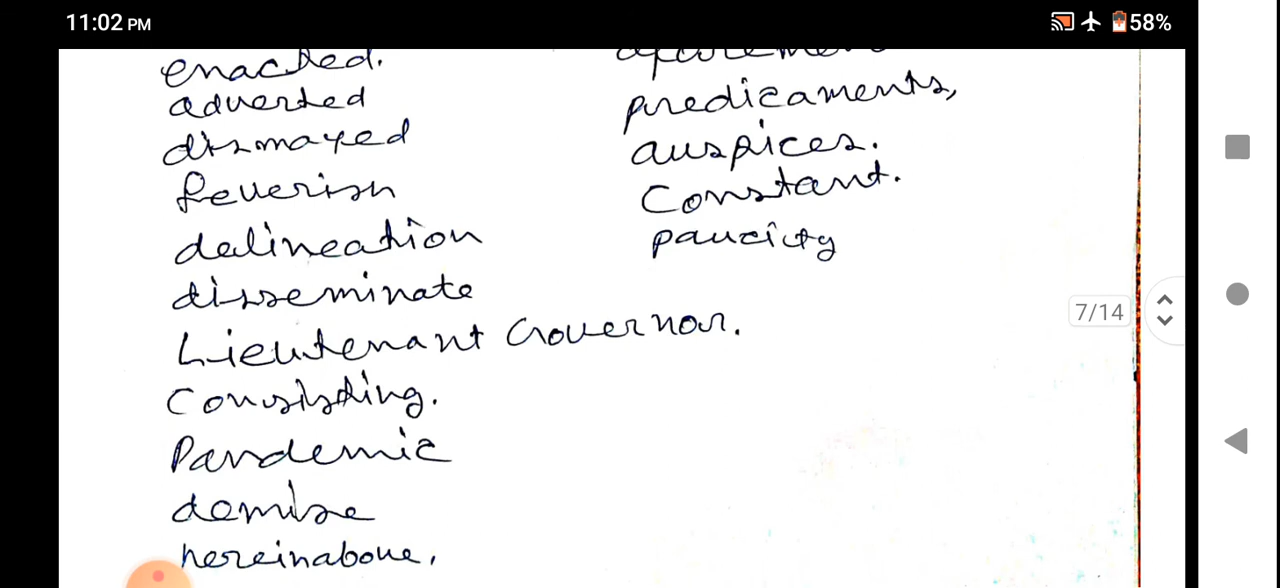 11:02 PM
58%
enacted.
adverted
dismayed
feverish
delineation
disseminate
Lieutenant Governor.
Consisting.
Pandemic
demise
hereinabove.
predicaments,
auspices.
Constant.
paucity
7/14